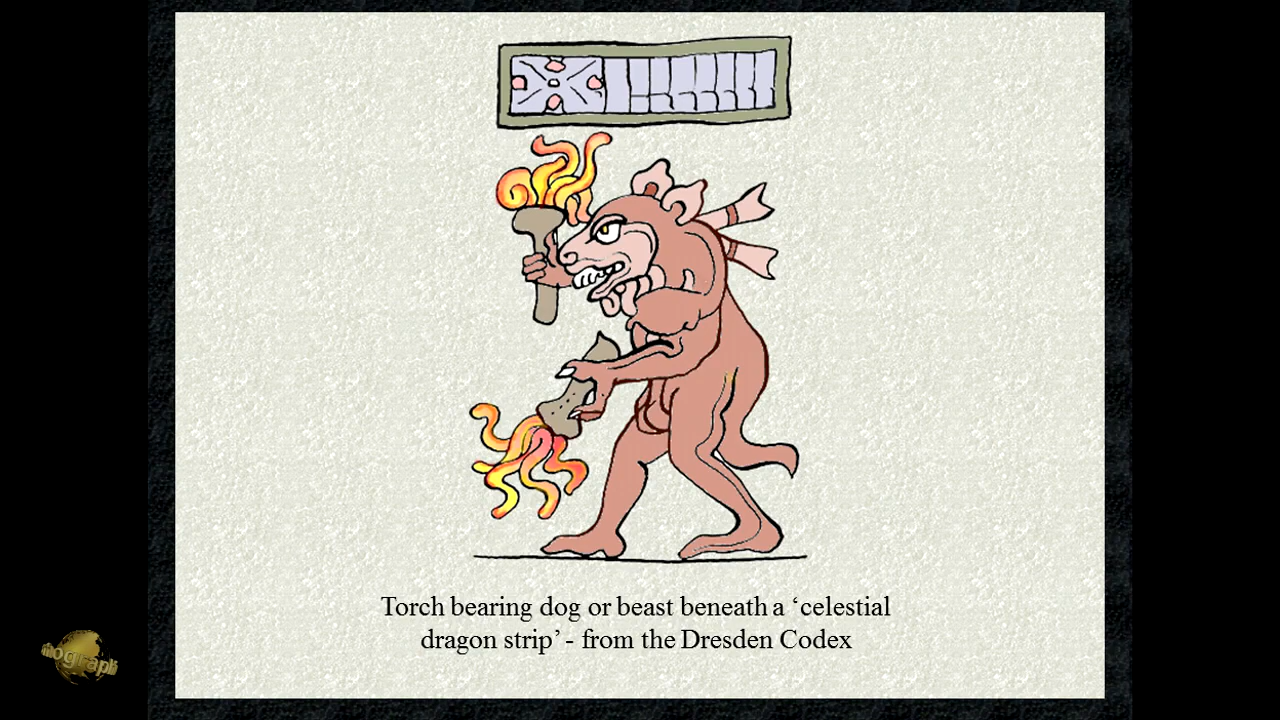 Torch bearing dog or beast beneath a ‘celestial
dragon strip’ - from the Dresden Codex